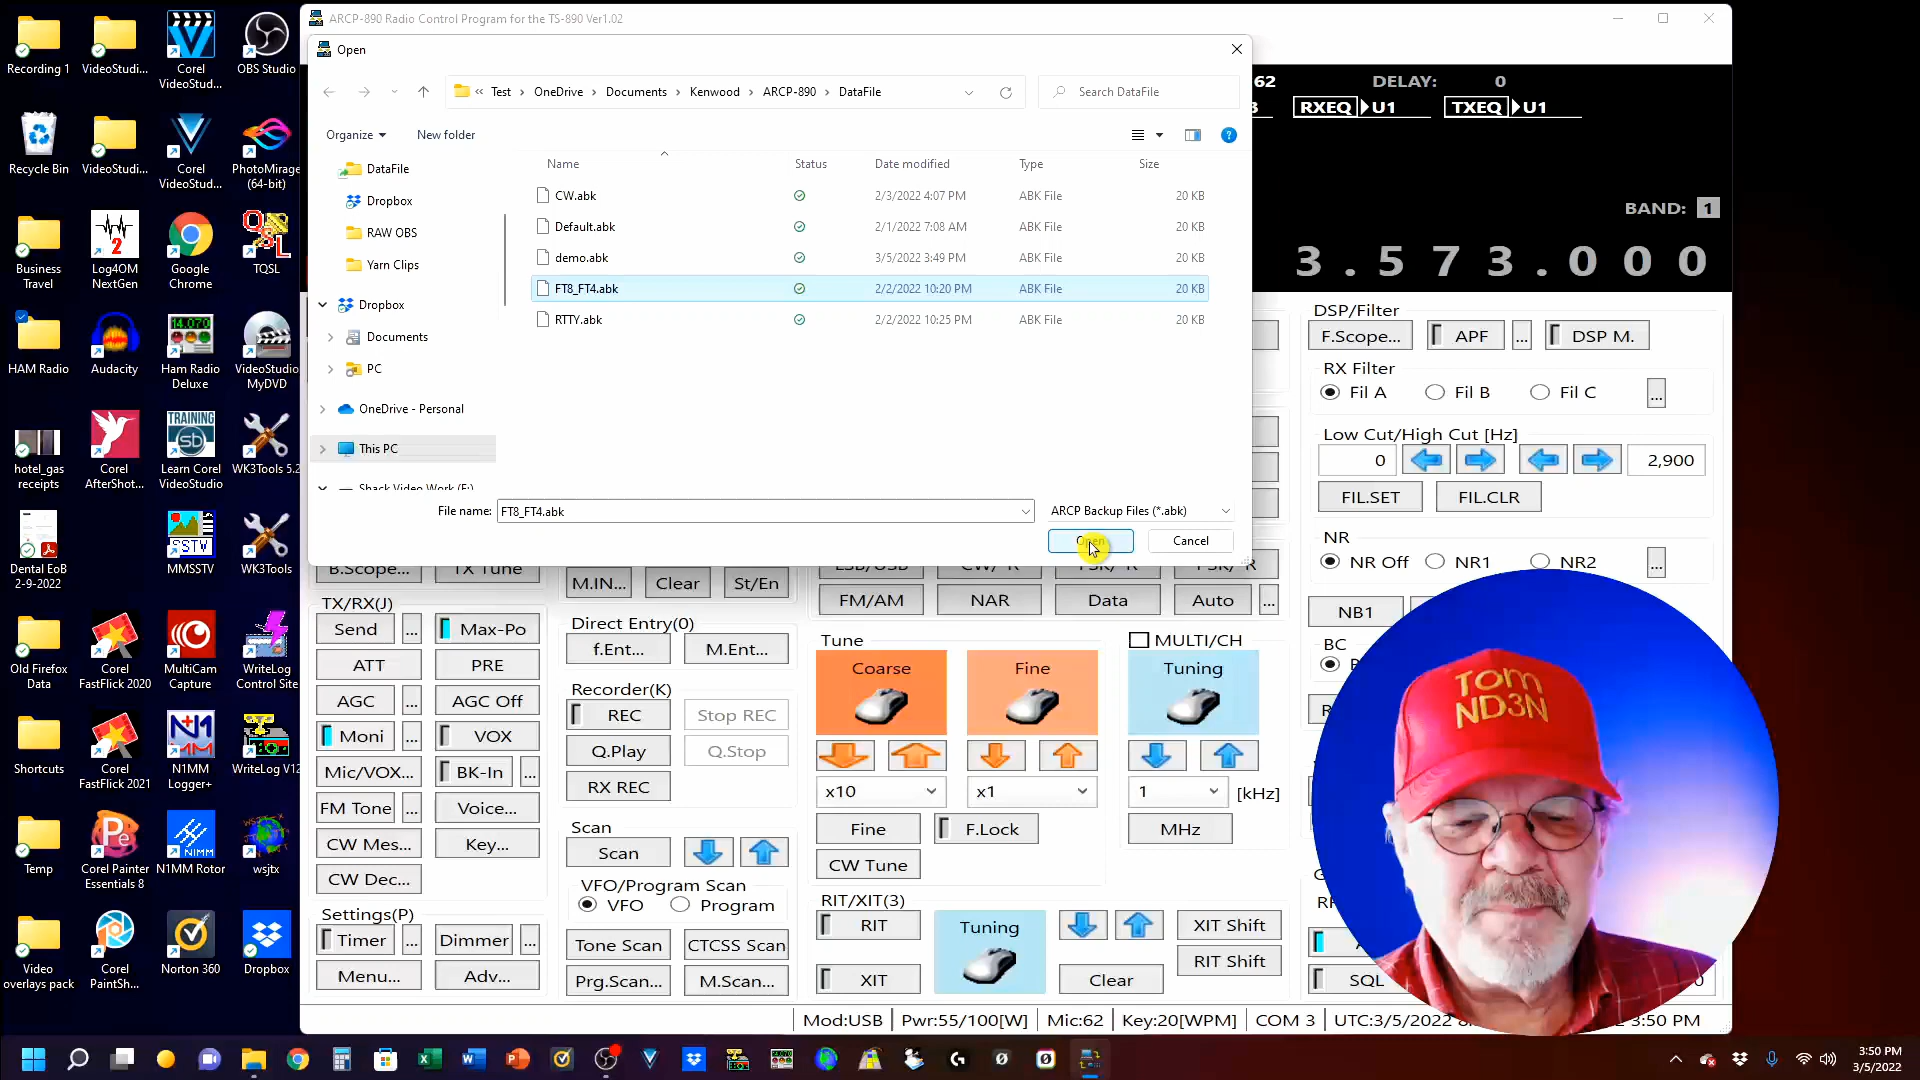 Recording 1
VideoStudi...
Corel
VideoStud...
OBS Studio
Recycle Bin
VideoStudi...
Corel
VideoStud...
PhotoMirage
(64-bit)
Business
Travel
Log4OM
NextGen
Google
Chrome
TQSL
HAM Radio
Audacity
Ham Radio
Deluxe
VideoStudio
MyDVD
hotel_gas
receipts
Corel
AfterShot...
Learn Corel
VideoStudio
WK3Tools 5.2
Dental EoB
2-9-2022
MMSSTV
WK3Tools
Old Firefox
Data
Corel
FastFlick 2020
MultiCam
Capture
WriteLog
Control Site
Shortcuts
Corel
FastFlick 2021
N1MM
Logger+
WriteLog V12
Temp
Corel Painter
Essentials 8
N1MM Rotor
wsjtx
Video
overlays pack
Corel
PaintSh...
Norton 360
Dropbox
ARCP-890 Radio Control Program for the TS-890 Ver1.02
Open
« Test › OneDrive › Documents › Kenwood › ARCP-890 › DataFile
Search DataFile
Organize
New folder
DataFile
Dropbox
RAW OBS
Yarn Clips
Dropbox
Documents
PC
OneDrive - Personal
This PC
Shack Video Work (F:)
Name Status Date modified Type Size
CW.abk 2/3/2022 4:07 PM ABK File 20 KB
Default.abk 2/1/2022 7:08 AM ABK File 20 KB
demo.abk 3/5/2022 3:49 PM ABK File 20 KB
FT8_FT4.abk 2/2/2022 10:20 PM ABK File 20 KB
RTTY.abk 2/2/2022 10:25 PM ABK File 20 KB
File name: FT8_FT4.abk
ARCP Backup Files (*.abk)
Open
Cancel
62 DELAY: 0
RXEQ U1 TXEQ U1
BAND: 1
3.573.000
DSP/Filter
F.Scope... APF ... DSP M.
RX Filter
Fil A Fil B Fil C ...
Low Cut/High Cut [Hz]
0 2,900
FIL.SET FIL.CLR
NR
NR Off NR1 NR2 ...
NB1
BC
SQL
B.Scope... TX Tune
TX/RX(J)
Send ... Max-Po
ATT PRE
AGC ... AGC Off
Moni ... VOX
Mic/VOX... BK-In ...
FM Tone ... Voice...
CW Mes... Key...
CW Dec...
Settings(P)
Timer ... Dimmer ...
Menu... Adv...
M.IN... Clear St/En
Direct Entry(0)
f.Ent... M.Ent...
Recorder(K)
REC Stop REC
Q.Play Q.Stop
RX REC
Scan
Scan
VFO/Program Scan
VFO Program
Tone Scan CTCSS Scan
Prg.Scan... M.Scan...
LSB/USB CW/-R FSK/-R PSK/-R
FM/AM NAR Data Auto ...
Tune
Coarse Fine
MULTI/CH
Tuning
x10 x1 1 [kHz]
Fine F.Lock MHz
CW Tune
RIT/XIT(3)
RIT Tuning XIT Shift
RIT Shift
XIT Clear
TOM
ND3N
Mod:USB Pwr:55/100[W] Mic:62 Key:20[WPM] COM 3 UTC:3/5/2022 3:50 PM
3:50 PM
3/5/2022